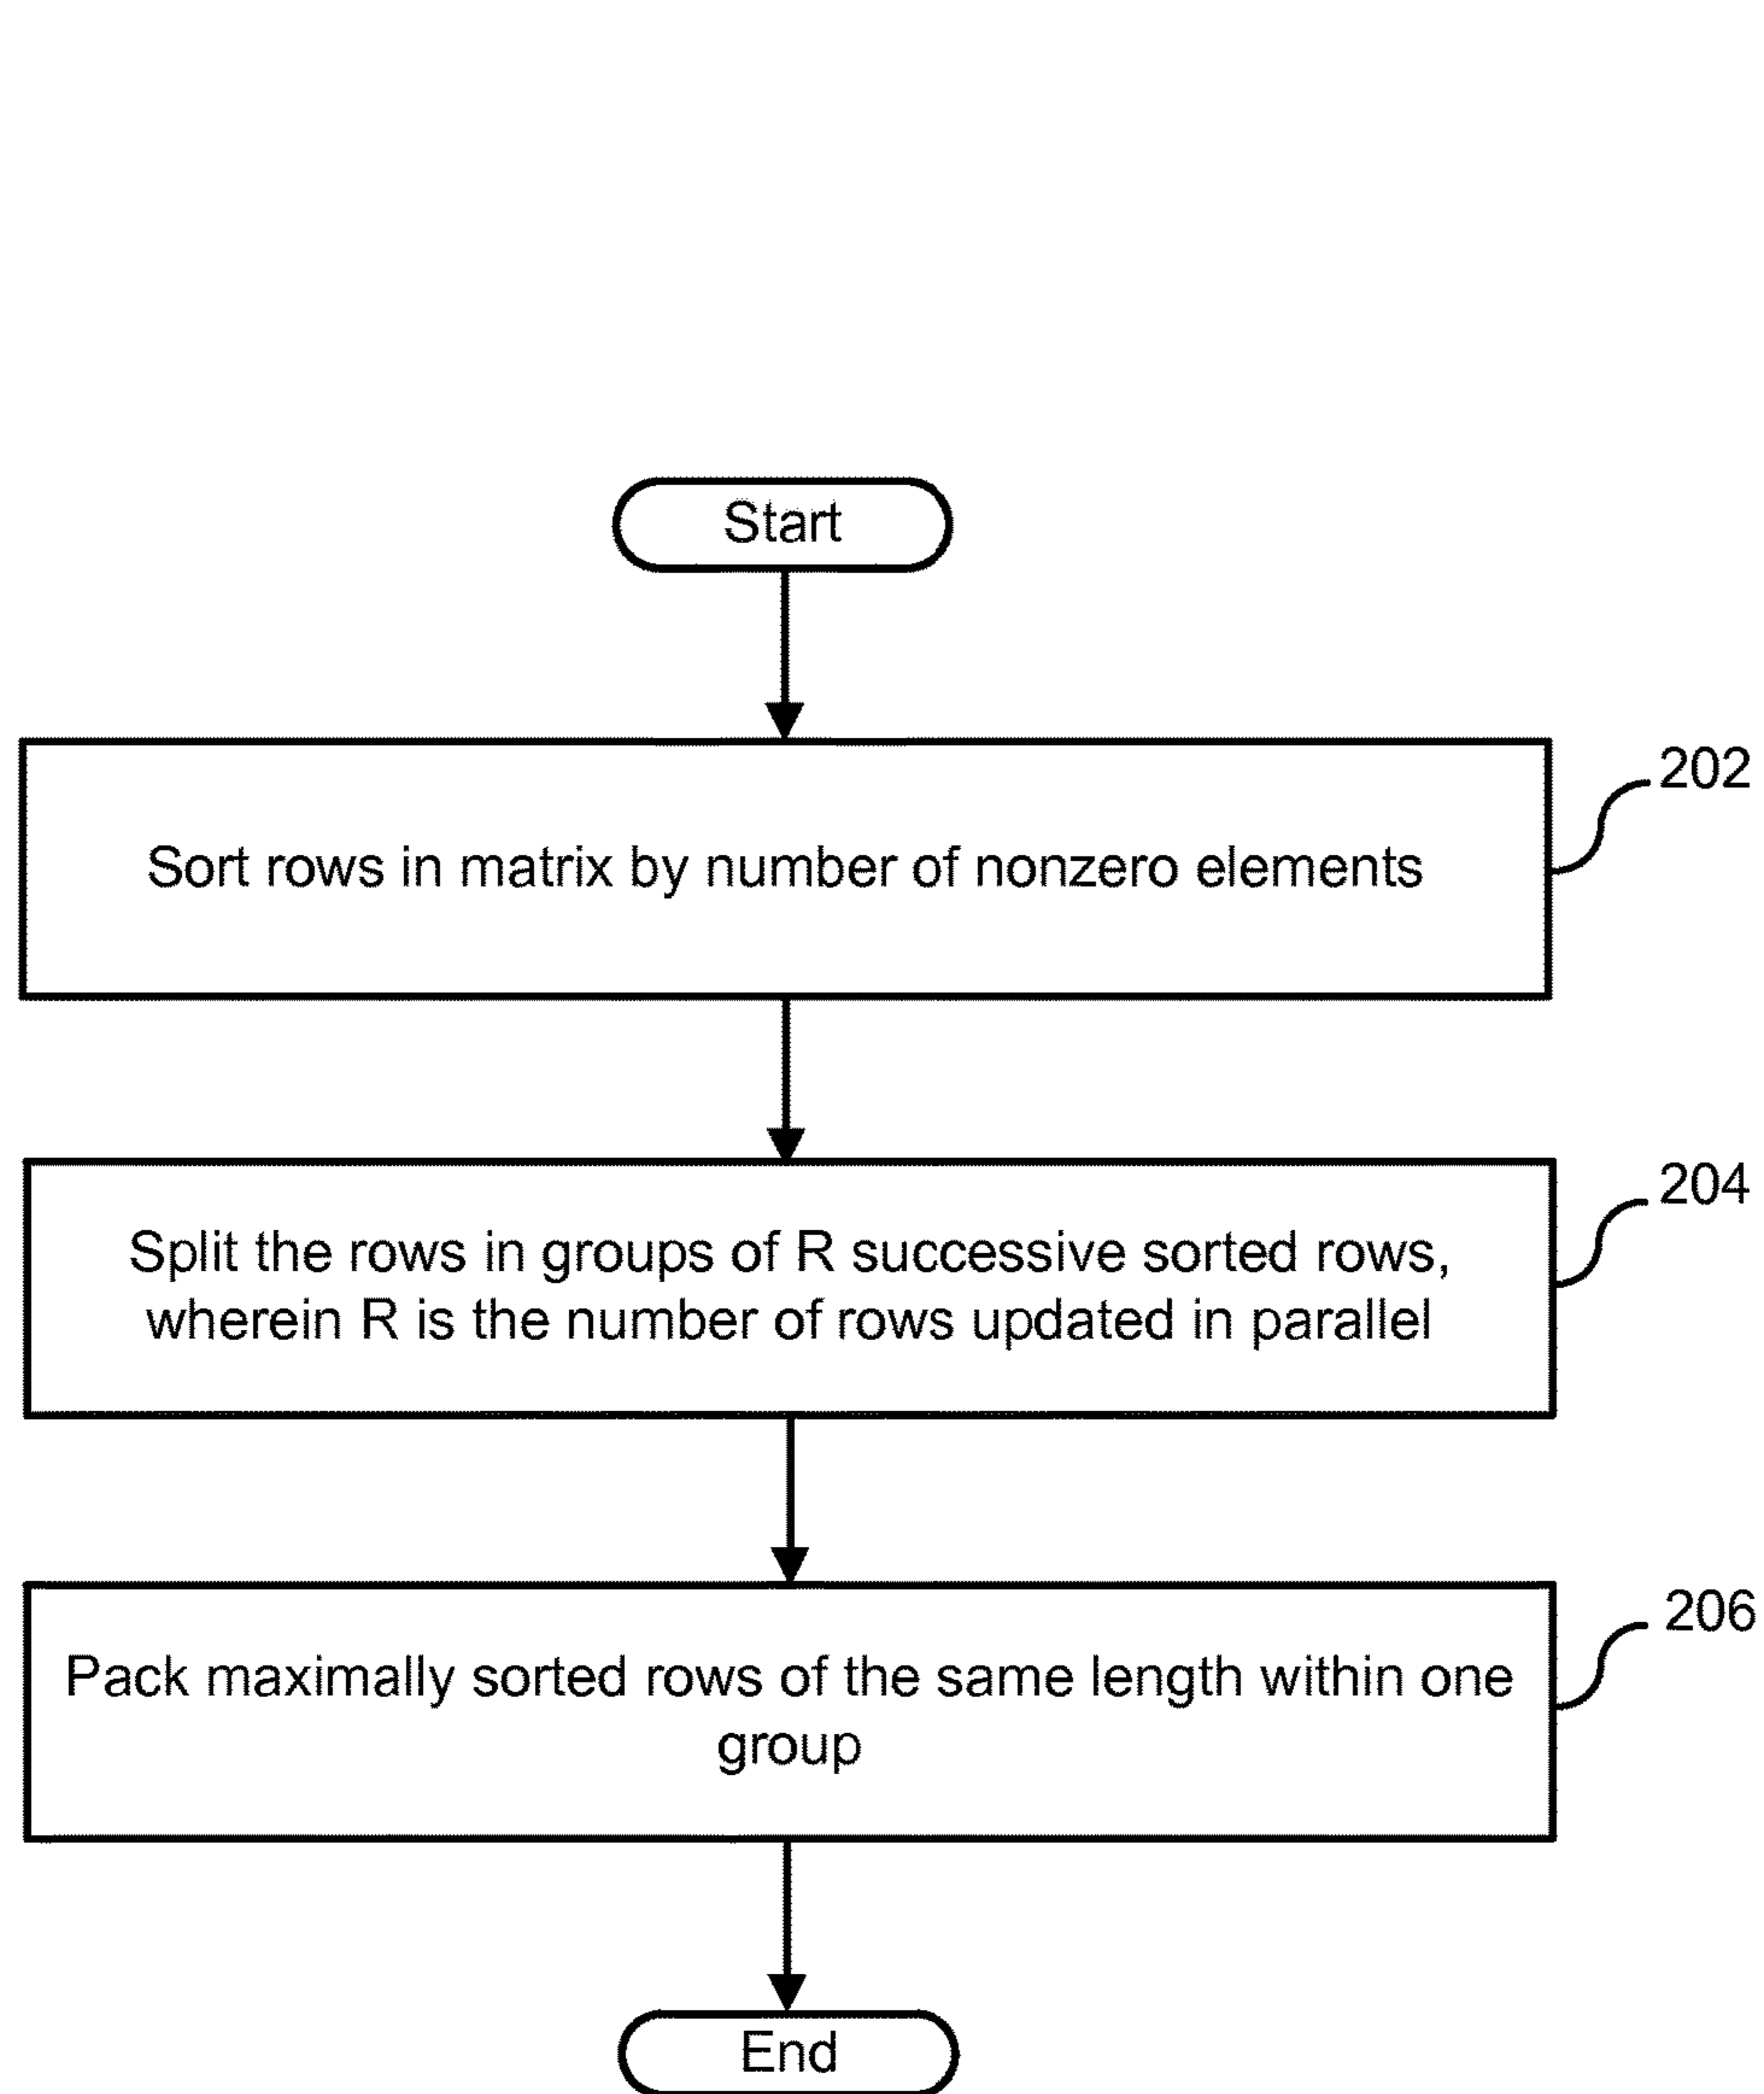 Start
202
Sort rows in matrix by number of nonzero elements
204
Split the rows in groups of R successive sorted rows,
wherein R is the number of rows updated in parallel
206
Pack maximally sorted rows of the same length within one
group
End